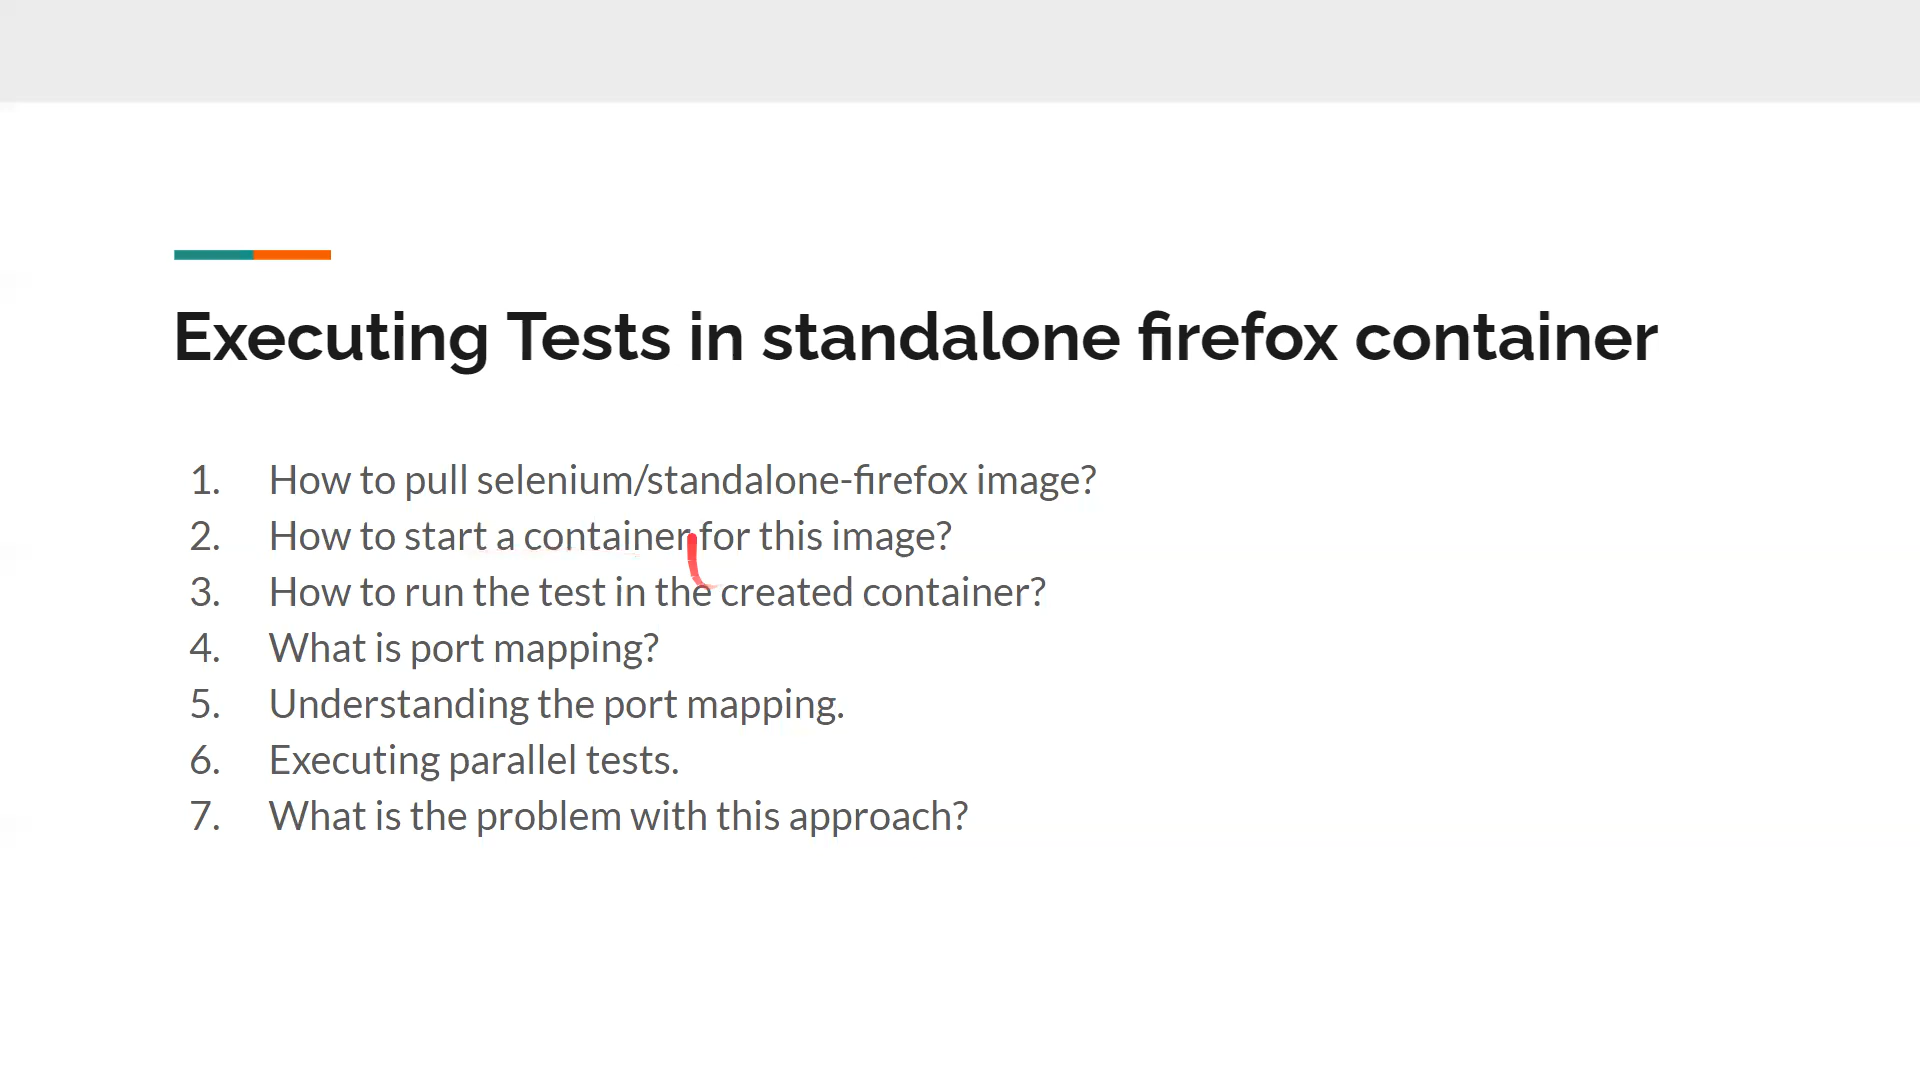 Executing Tests in standalone firefox container
1. How to pull selenium/standalone-firefox image?
2. How to start a container for this image?
3. How to run the test in the created container?
4. What is port mapping?
5. Understanding the port mapping.
6. Executing parallel tests.
7. What is the problem with this approach?